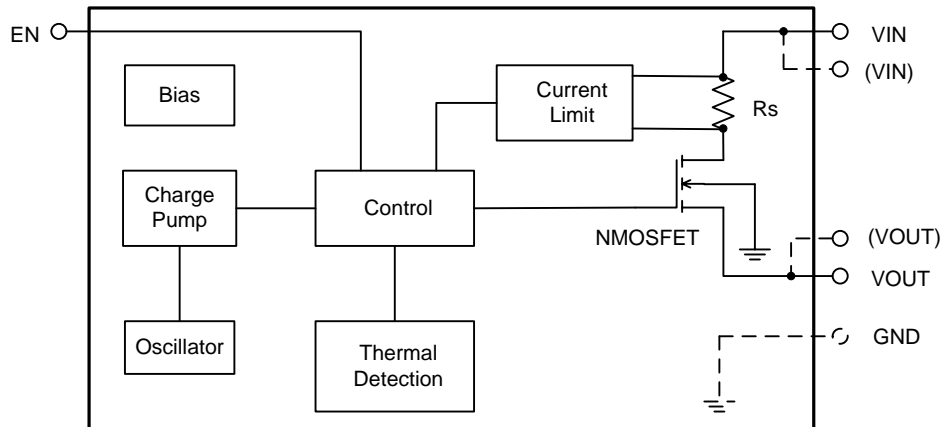 EN
VIN
(VIN)
Bias
Current
Limit
Rs
Charge
Pump
Control
NMOSFET
(VOUT)
VOUT
Oscillator
Thermal
Detection
GND